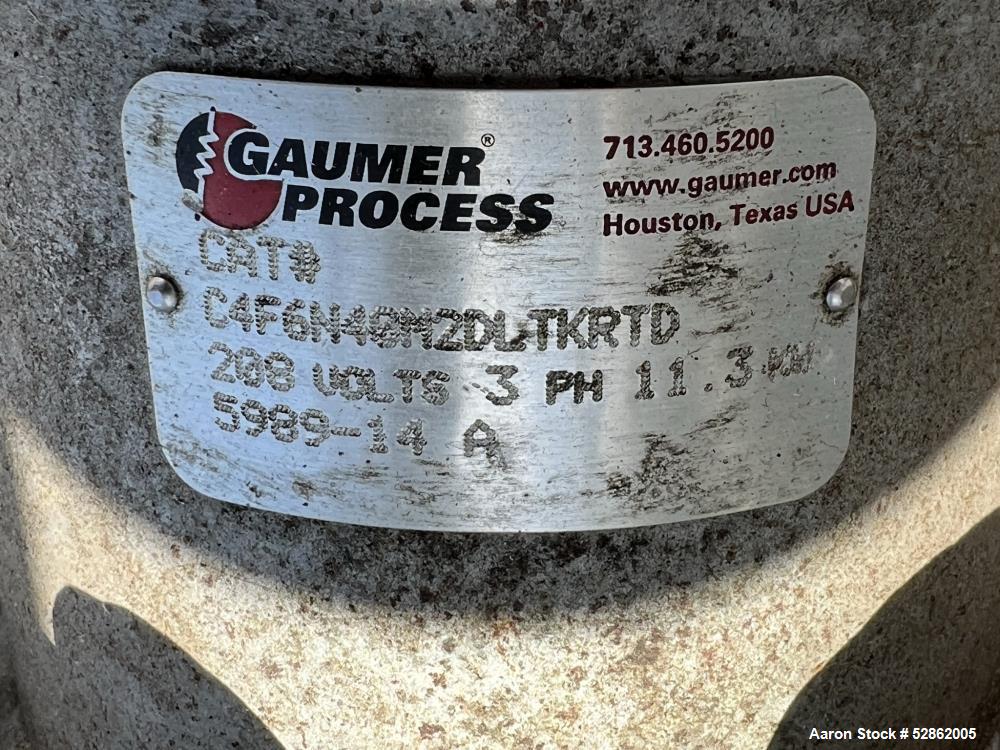 GAUMER®
PROCESS
713.460.5200
www.gaumer.com
Houston, Texas USA
CAT#
C4F6N40M2DLTKRTD
208 VOLTS 3 PH 11.3 KW
5989-14 A
Aaron Stock # 52862005